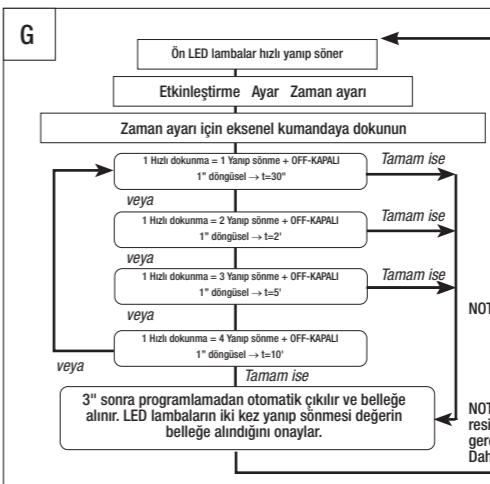 G
Ön LED lambalar hızlı yanıp söner
Etkinleştirme Ayar Zaman ayarı
Zaman ayarı için eksenel kumandaya dokunun
1 Hızlı dokunma = 1 Yanıp sönme + OFF-KAPALI
1" döngüsel → t=30"
Tamam ise
veya
1 Hızlı dokunma = 2 Yanıp sönme + OFF-KAPALI
1" döngüsel → t=2'
Tamam ise
veya
1 Hızlı dokunma = 3 Yanıp sönme + OFF-KAPALI
1" döngüsel → t=5'
Tamam ise
veya
1 Hızlı dokunma = 4 Yanıp sönme + OFF-KAPALI
1" döngüsel → t=10'
veya
Tamam ise
3" sonra programlamadan otomatik çıkılır ve belleğe
alınır. LED lambaların iki kez yanıp sönmesi değerin
belleğe alındığını onaylar.
NOT
NOT
resi
gere
Dah